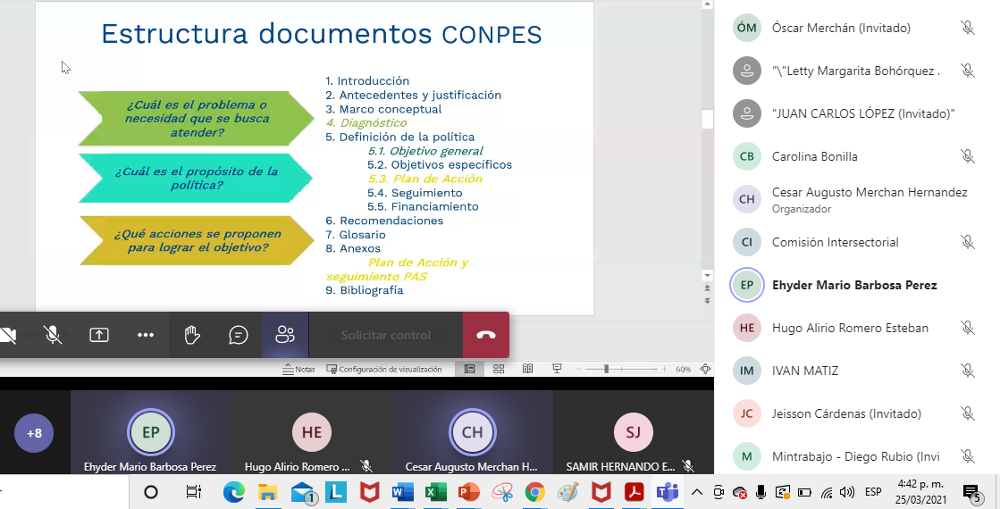 Estructura documentos CONPES
¿Cuál es el problema o
necesidad que se busca
atender?
¿Cuál es el propósito de la
política?
¿Qué acciones se proponen
para lograr el objetivo?
1. Introducción
2. Antecedentes y justificación
3. Marco conceptual
4. Diagnóstico
5. Definición de la política
5.1. Objetivo general
5.2. Objetivos específicos
5.3. Plan de Acción
5.4. Seguimiento
5.5. Financiamiento
6. Recomendaciones
7. Glosario
8. Anexos
Plan de Acción y
seguimiento PAS
9. Bibliografía
Solicitar control
Notas
Configuración de visualización
60%
+8
EP
Ehyder Mario Barbosa Perez
HE
Hugo Alirio Romero ...
CH
Cesar Augusto Merchan H...
SJ
SAMIR HERNANDO E...
ÓM
Óscar Merchán (Invitado)
"\"Letty Margarita Bohórquez .
"JUAN CARLOS LÓPEZ (Invitado)"
CB
Carolina Bonilla
CH
Cesar Augusto Merchan Hernandez
Organizador
CI
Comisión Intersectorial
EP
Ehyder Mario Barbosa Perez
HE
Hugo Alirio Romero Esteban
IM
IVAN MATIZ
JC
Jeisson Cárdenas (Invitado)
M
Mintrabajo - Diego Rubio (Invi
1
L
ESP
4:42 p. m.
25/03/2021
5